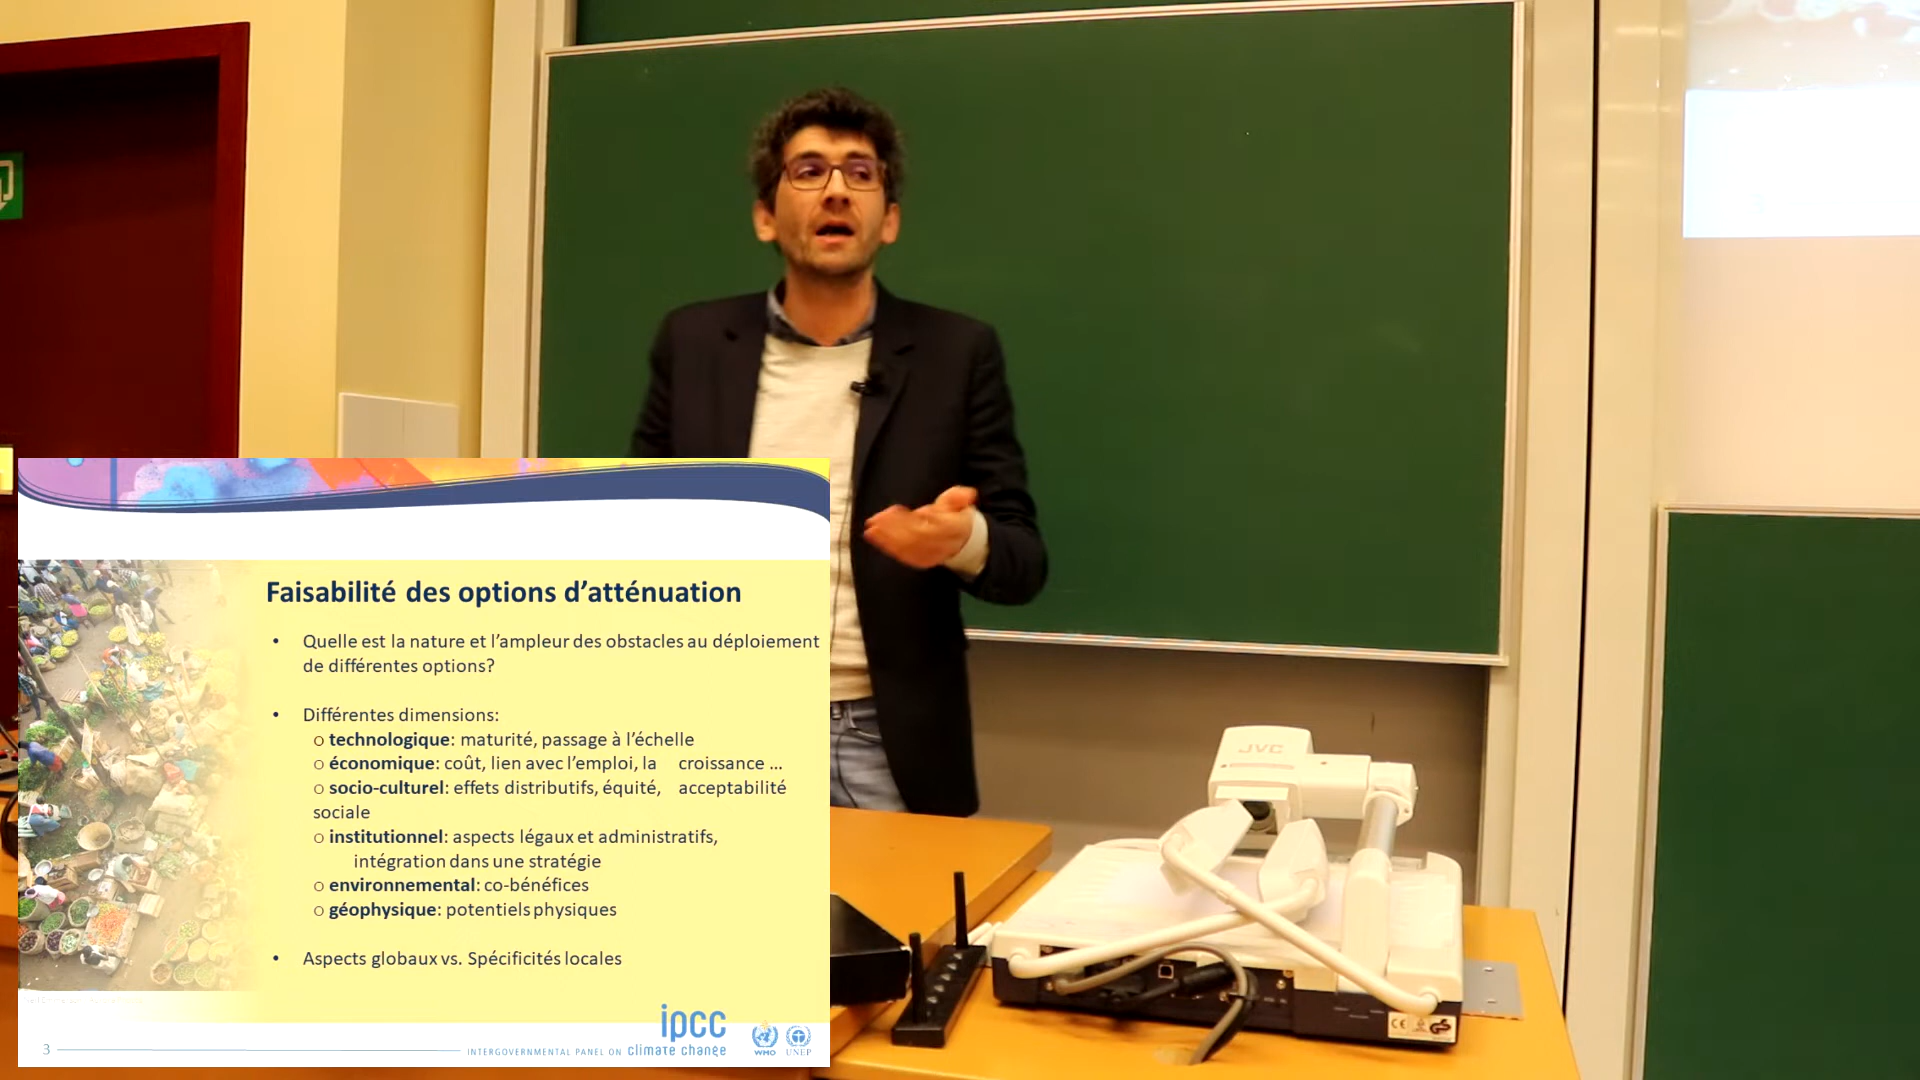 Faisabilité des options d'atténuation
• Quelle est la nature et l'ampleur des obstacles au déploiement
de différentes options?
• Différentes dimensions:
o technologique: maturité, passage à l'échelle
o économique: coût, lien avec l'emploi, la croissance ...
o socio-culturel: effets distributifs, équité, acceptabilité
sociale
o institutionnel: aspects légaux et administratifs,
intégration dans une stratégie
o environnemental: co-bénéfices
o géophysique: potentiels physiques
• Aspects globaux vs. Spécificités locales
3
ipcc
INTERGOVERNMENTAL PANEL ON climate change
WMO
UNEP
JVC
CE